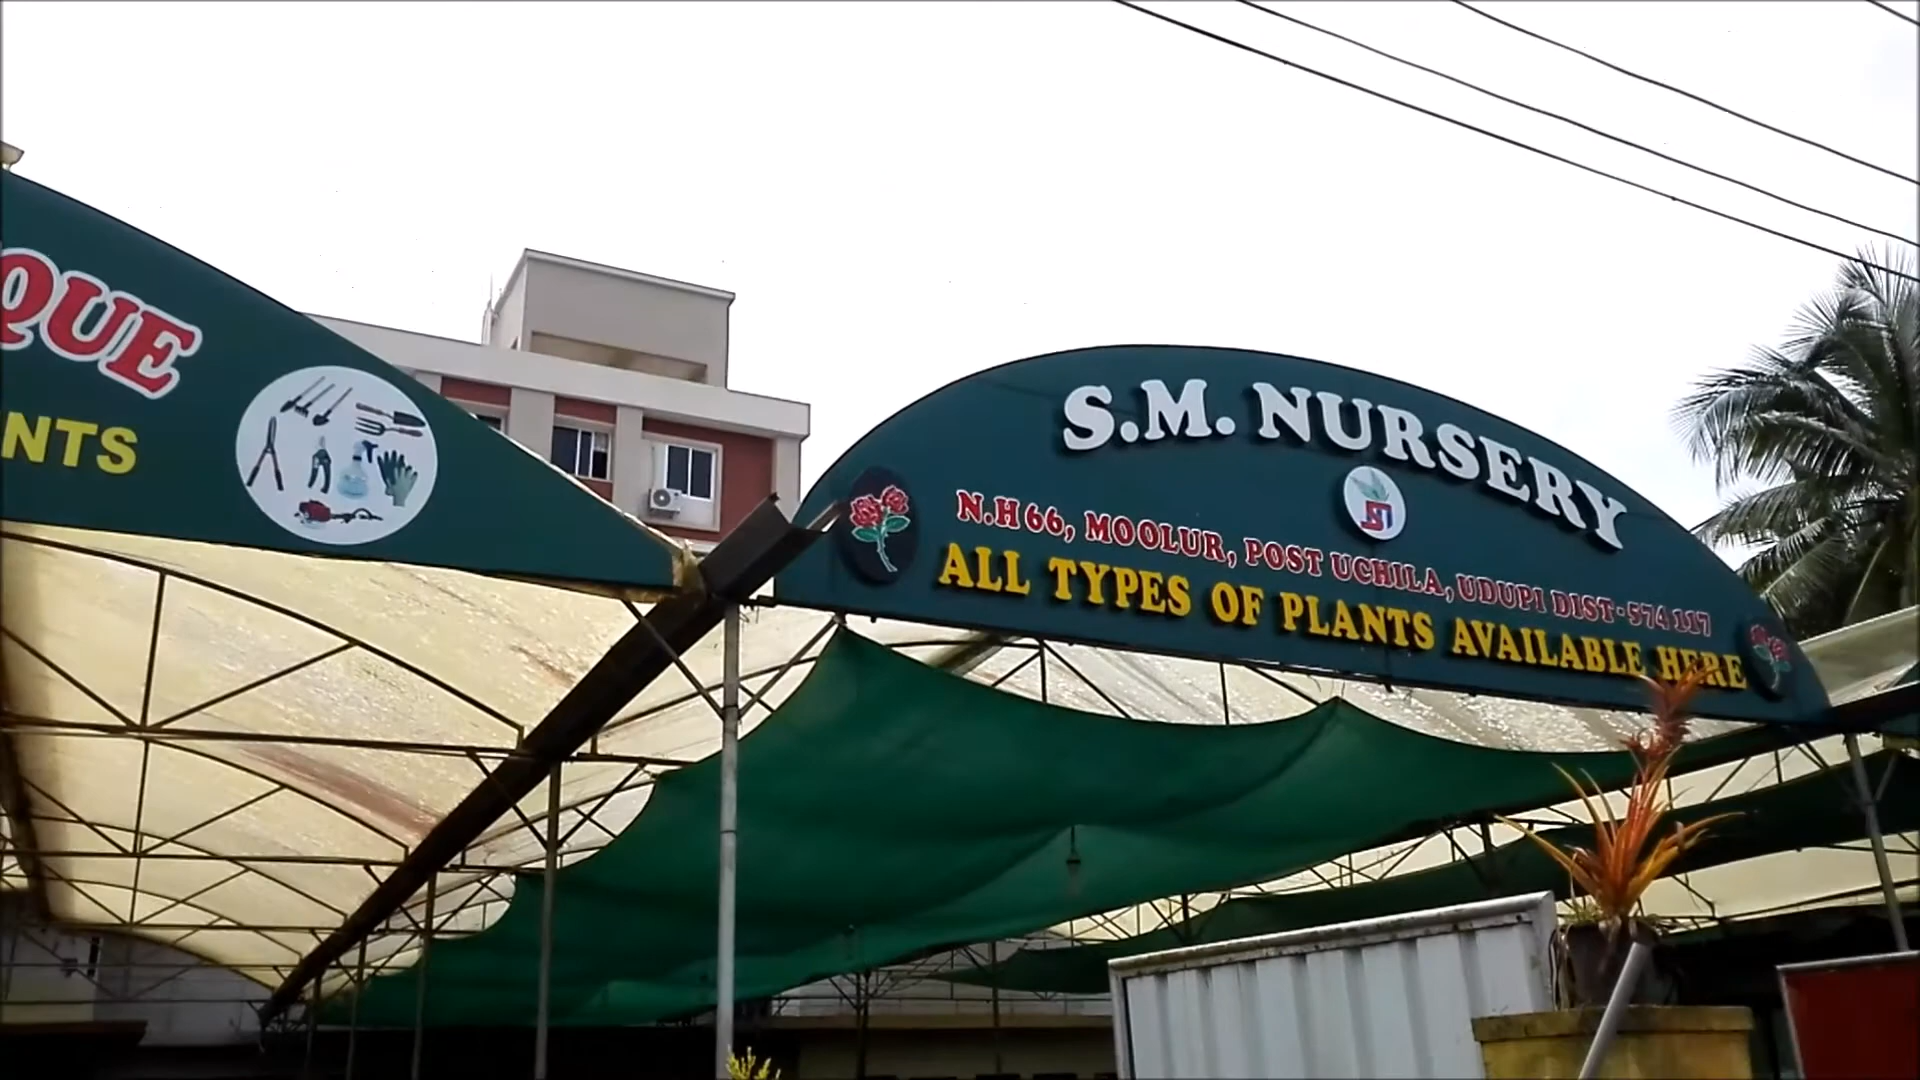 QUE
NTS
S.M. NURSERY
N.H 66, MOOLUR, POST UCHILA, UDUPI DIST-574 117
ALL TYPES OF PLANTS AVAILABLE HERE